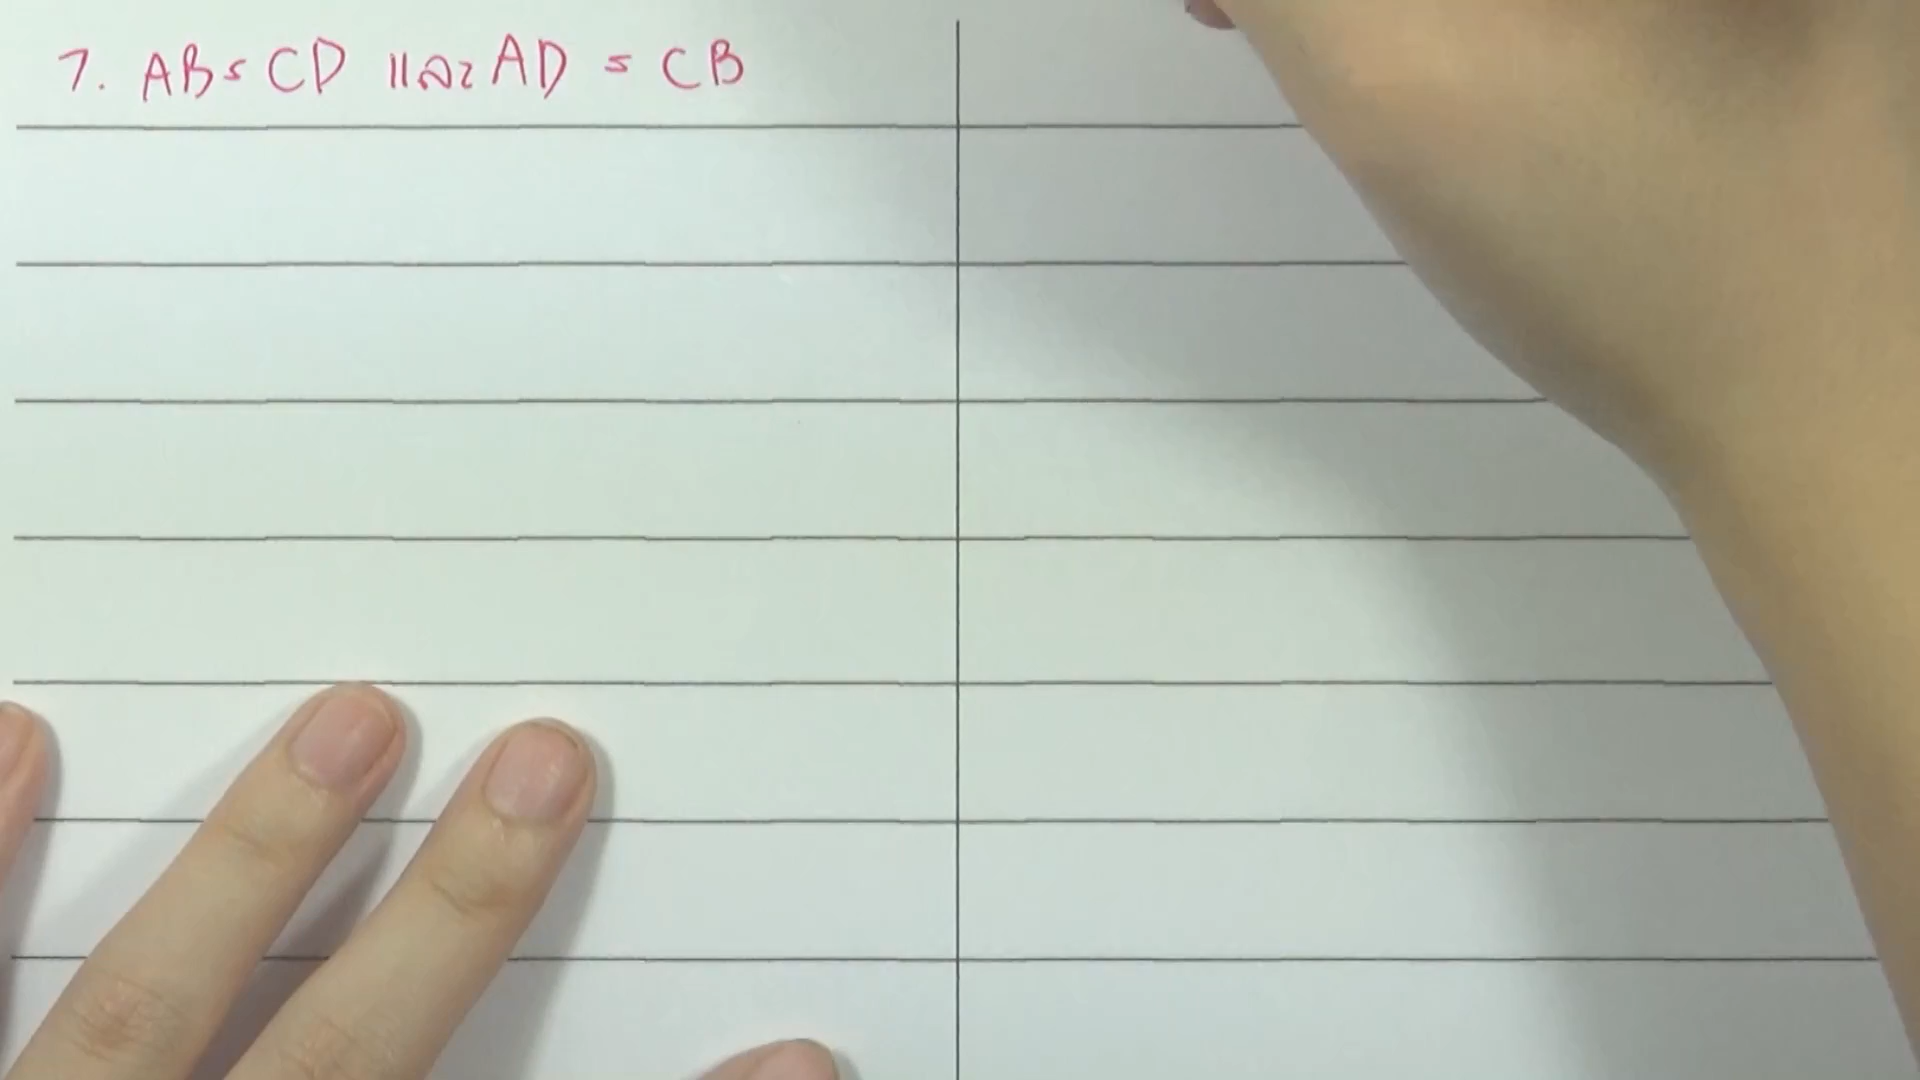 7. AB = CD และ AD = CB